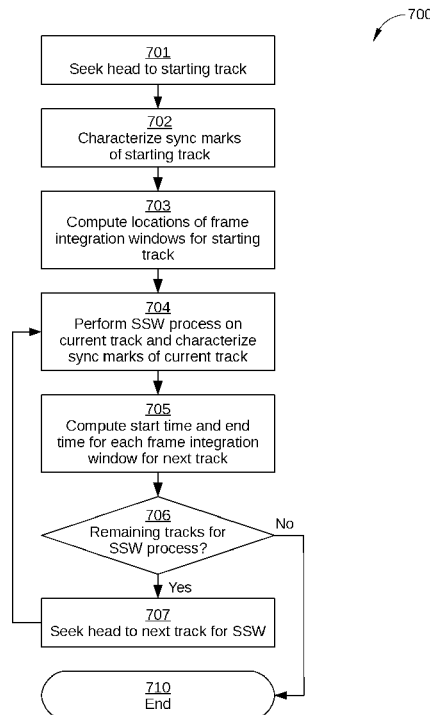 700
701
Seek head to starting track
702
Characterize sync marks
of starting track
703
Compute locations of frame
integration windows for starting
track
704
Perform SSW process on
current track and characterize
sync marks of current track
705
Compute start time and end
time for each frame integration
window for next track
706
Remaining tracks for
SSW process?
No
Yes
707
Seek head to next track for SSW
710
End